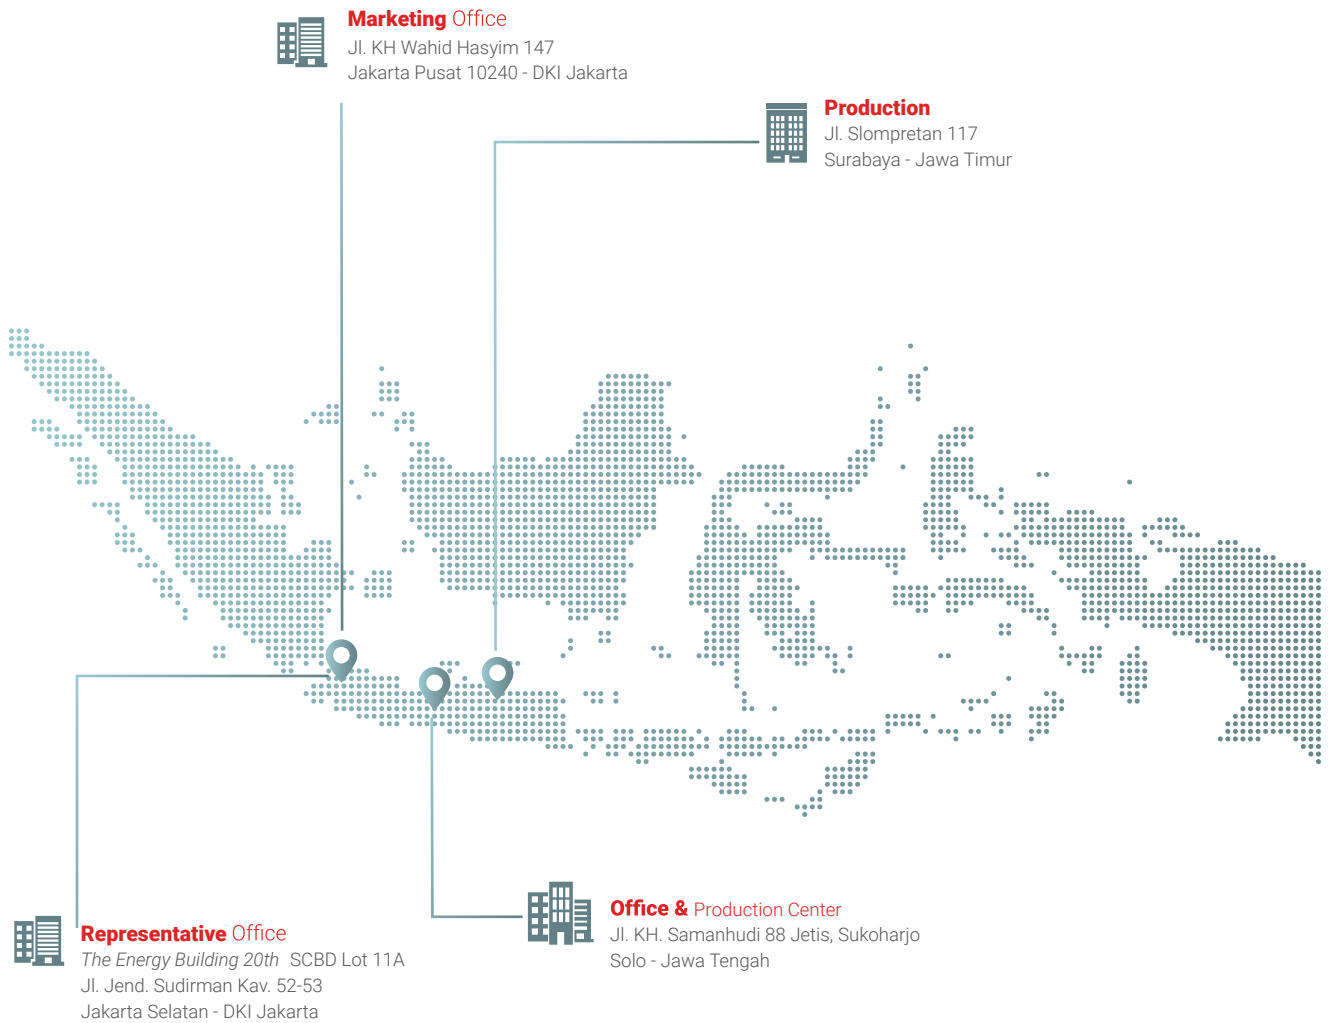 Marketing Office
Jl. KH Wahid Hasyim 147
Jakarta Pusat 10240 - DKI Jakarta
Production
Jl. Slompretan 117
Surabaya - Jawa Timur
Office & Production Center
Jl. KH. Samanhudi 88 Jetis, Sukoharjo
Solo - Jawa Tengah
Representative Office
The Energy Building 20th SCBD Lot 11A
Jl. Jend. Sudirman Kav. 52-53
Jakarta Selatan - DKI Jakarta